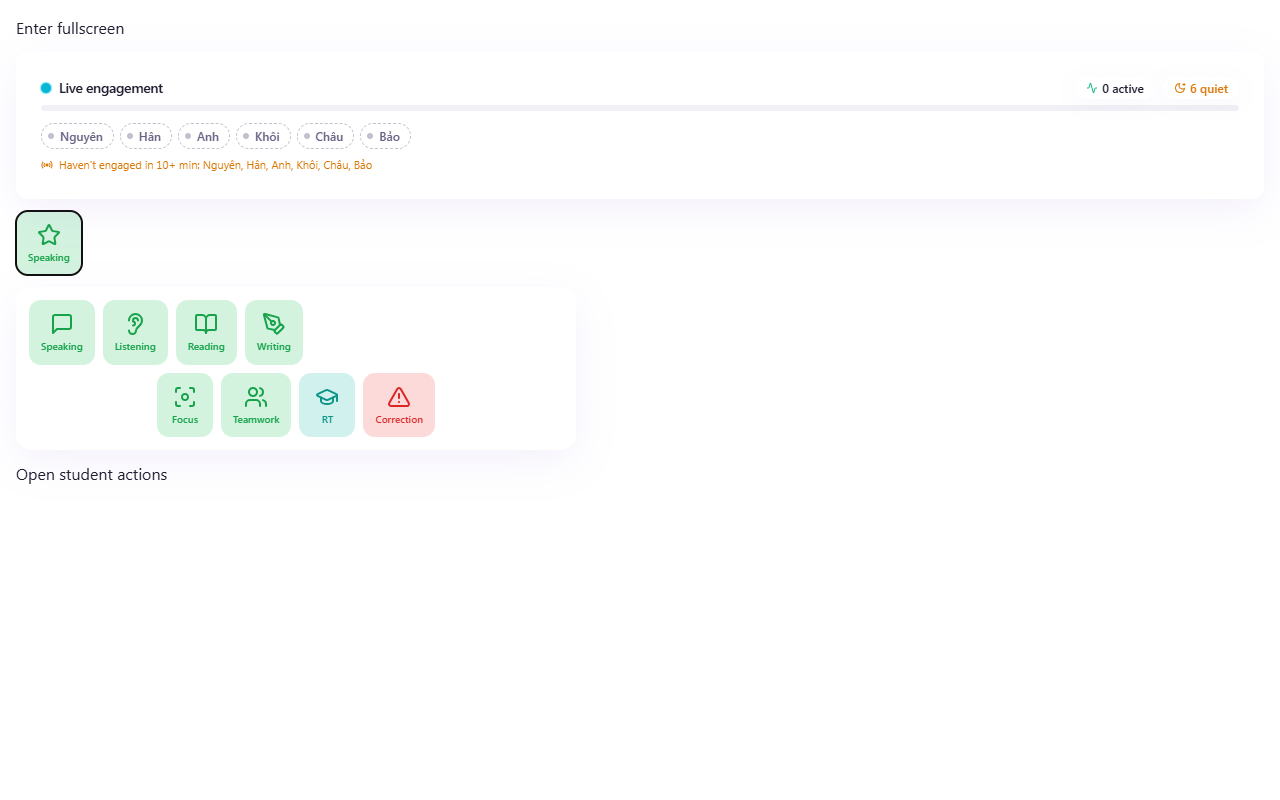 Enter fullscreen
Live engagement
0 active
6 quiet
Nguyên
Hân
Anh
Khôi
Châu
Bảo
Haven't engaged in 10+ min: Nguyên, Hân, Anh, Khôi, Châu, Bảo
Speaking
Speaking
Listening
Reading
Writing
Focus
Teamwork
RT
Correction
Open student actions